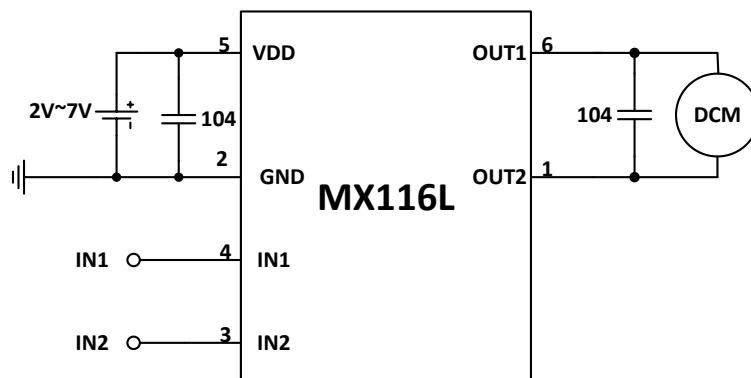 5 VDD OUT1 6
2V~7V + - 104 104 DCM
2 GND OUT2 1
MX116L
IN1 4 IN1
IN2 3 IN2